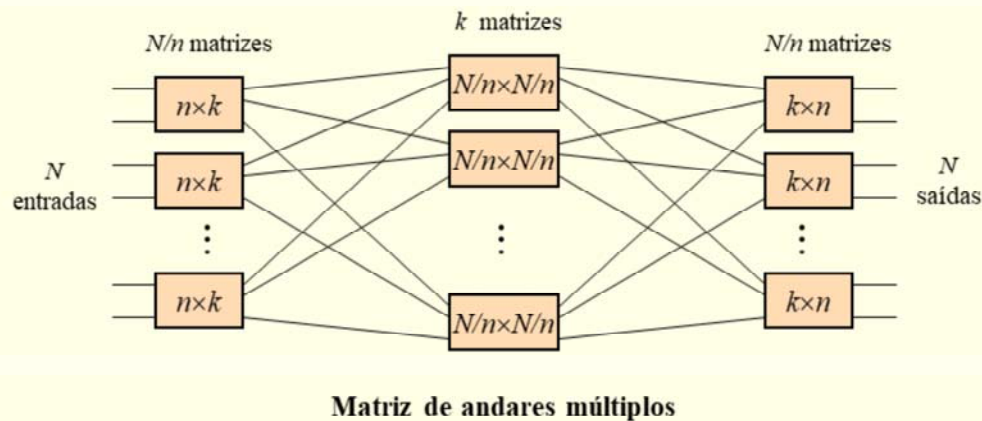 k matrizes
N/n matrizes
N/n matrizes
n×k
N/n×N/n
k×n
N/n×N/n
n×k
k×n
N
entradas
N
saídas
n×k
N/n×N/n
k×n
Matriz de andares múltiplos